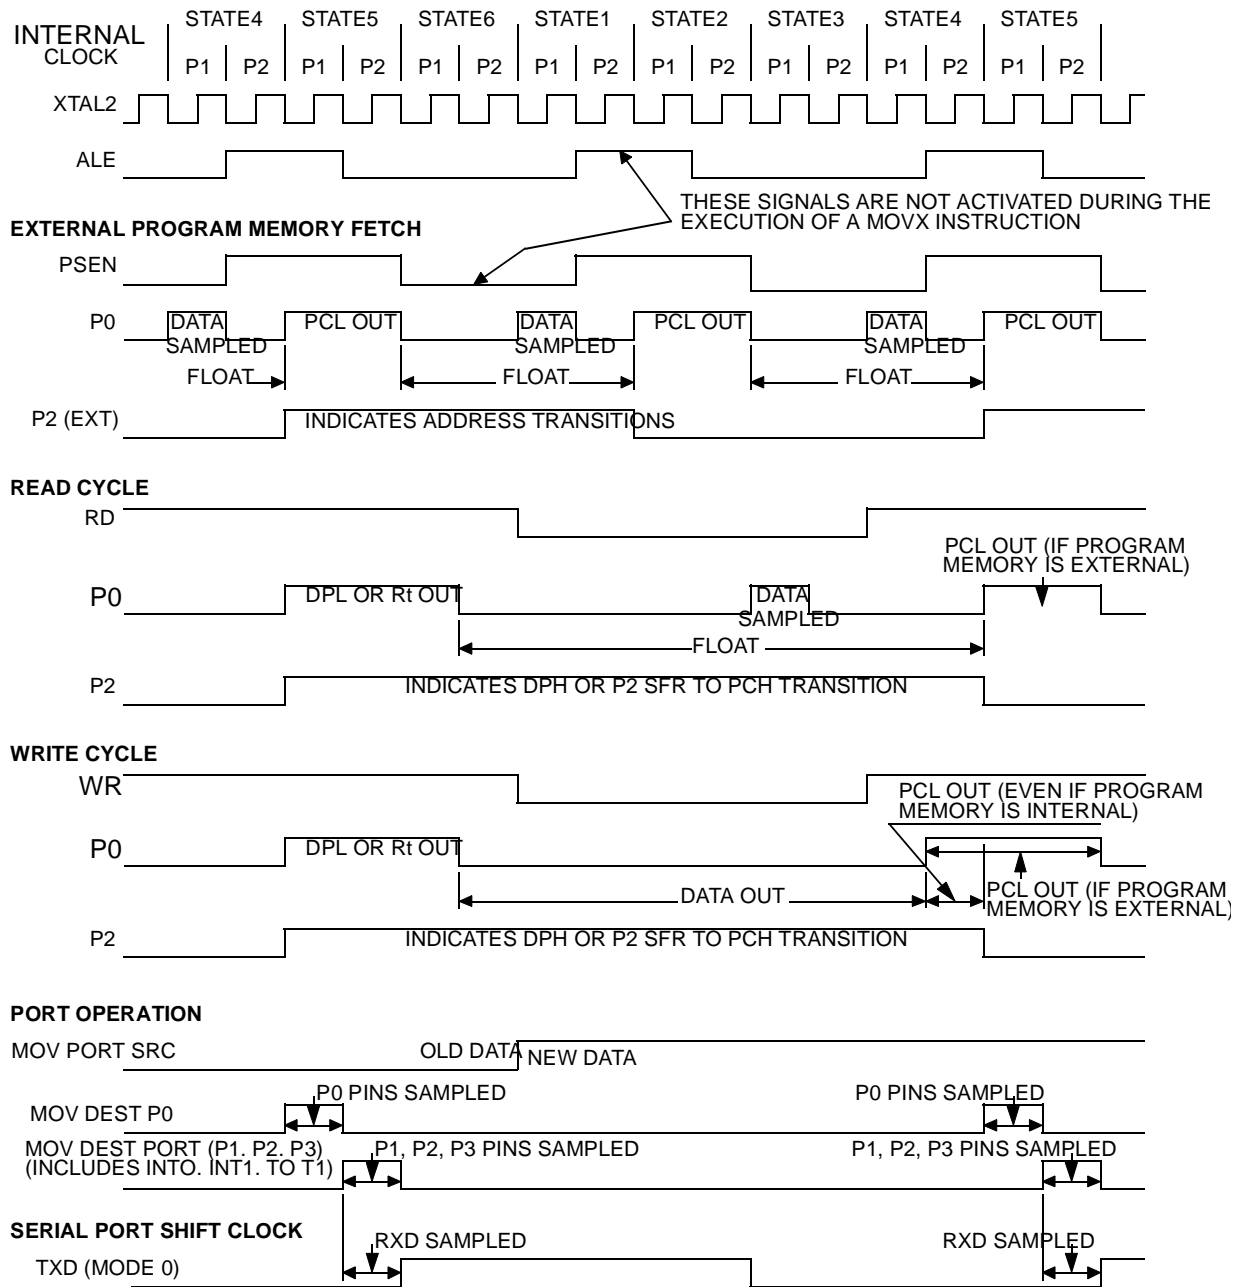 INTERNAL CLOCK
STATE4 STATE5 STATE6 STATE1 STATE2 STATE3 STATE4 STATE5
P1 P2 P1 P2 P1 P2 P1 P2 P1 P2 P1 P2 P1 P2 P1 P2
XTAL2
ALE
THESE SIGNALS ARE NOT ACTIVATED DURING THE
EXECUTION OF A MOVX INSTRUCTION
EXTERNAL PROGRAM MEMORY FETCH
PSEN
P0
DATA SAMPLED
PCL OUT
DATA SAMPLED
PCL OUT
DATA SAMPLED
PCL OUT
FLOAT FLOAT FLOAT
P2 (EXT)
INDICATES ADDRESS TRANSITIONS
READ CYCLE
RD
PCL OUT (IF PROGRAM
MEMORY IS EXTERNAL)
P0
DPL OR Rt OUT
DATA
SAMPLED
FLOAT
P2
INDICATES DPH OR P2 SFR TO PCH TRANSITION
WRITE CYCLE
WR
PCL OUT (EVEN IF PROGRAM
MEMORY IS INTERNAL)
P0
DPL OR Rt OUT
DATA OUT
PCL OUT (IF PROGRAM
MEMORY IS EXTERNAL)
P2
INDICATES DPH OR P2 SFR TO PCH TRANSITION
PORT OPERATION
MOV PORT SRC
OLD DATA NEW DATA
P0 PINS SAMPLED P0 PINS SAMPLED
MOV DEST P0
MOV DEST PORT (P1. P2. P3)
(INCLUDES INTO. INT1. TO T1)
P1, P2, P3 PINS SAMPLED P1, P2, P3 PINS SAMPLED
SERIAL PORT SHIFT CLOCK
RXD SAMPLED RXD SAMPLED
TXD (MODE 0)